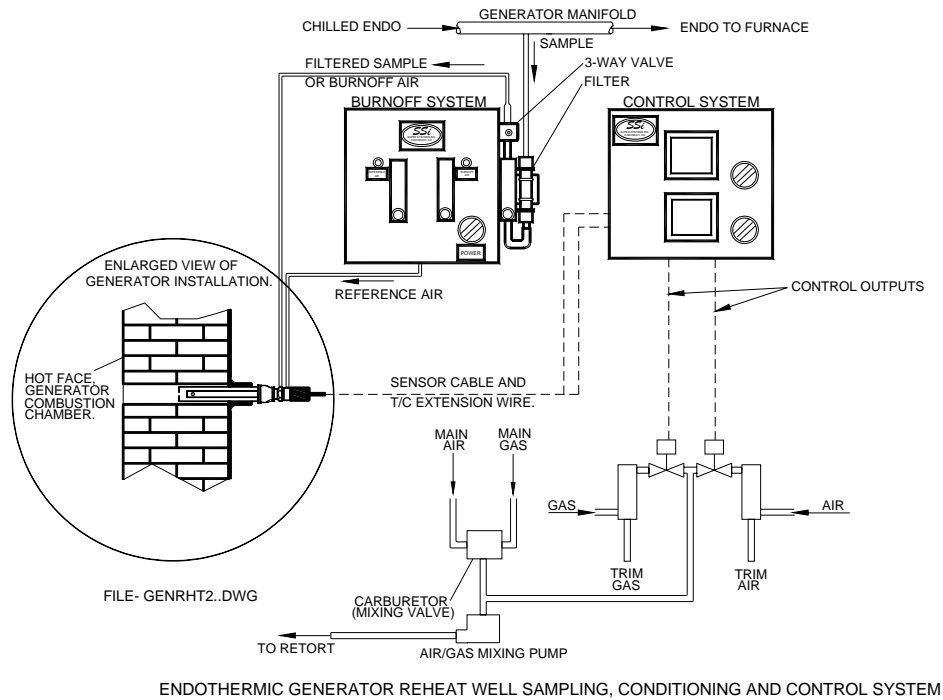 GENERATOR MANIFOLD
CHILLED ENDO
ENDO TO FURNACE
SAMPLE
FILTERED SAMPLE
OR BURNOFF AIR
3-WAY VALVE
FILTER
BURNOFF SYSTEM
CONTROL SYSTEM
SSi
SSi
POWER
ENLARGED VIEW OF
GENERATOR INSTALLATION.
REFERENCE AIR
CONTROL OUTPUTS
HOT FACE,
GENERATOR
COMBUSTION
CHAMBER.
SENSOR CABLE AND
T/C EXTENSION WIRE.
MAIN
AIR
MAIN
GAS
GAS
AIR
TRIM
GAS
TRIM
AIR
FILE- GENRHT2..DWG
CARBURETOR
(MIXING VALVE)
TO RETORT
AIR/GAS MIXING PUMP
ENDOTHERMIC GENERATOR REHEAT WELL SAMPLING, CONDITIONING AND CONTROL SYSTEM